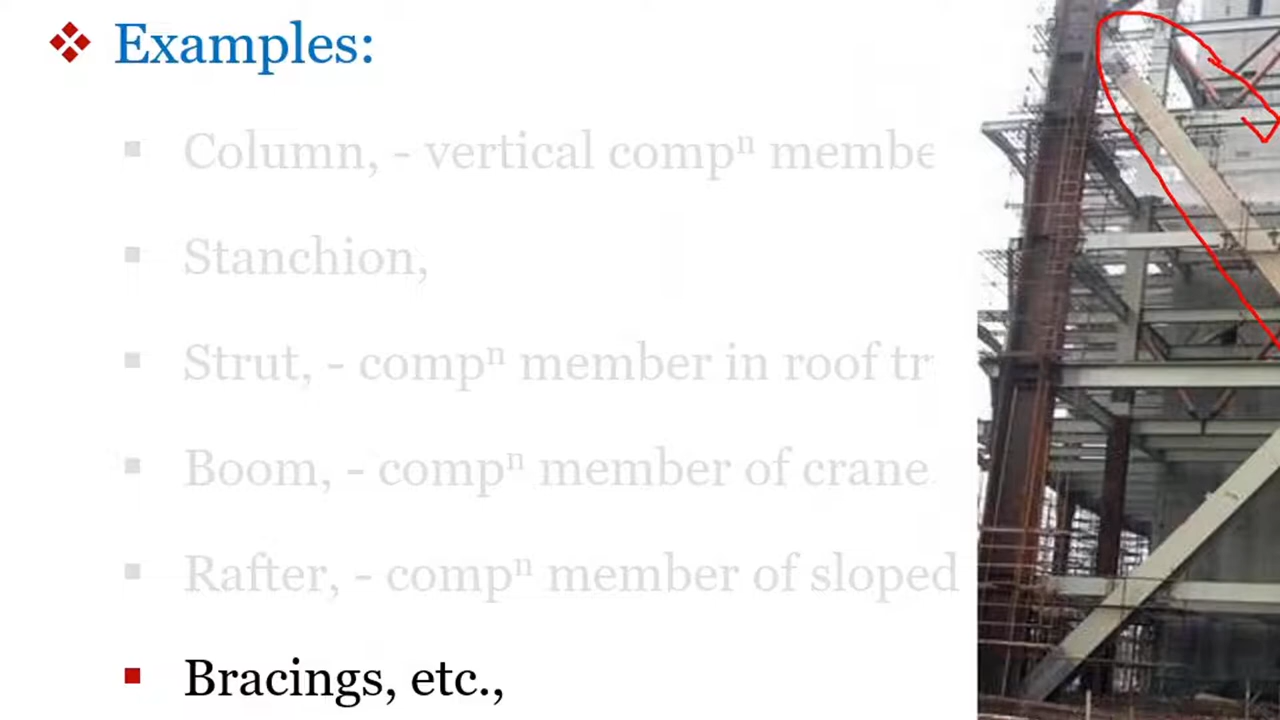 Examples:
Column, - vertical compⁿ membe
Stanchion,
Strut, - compⁿ member in roof tr
Boom, - compⁿ member of crane
Rafter, - compⁿ member of sloped
Bracings, etc.,